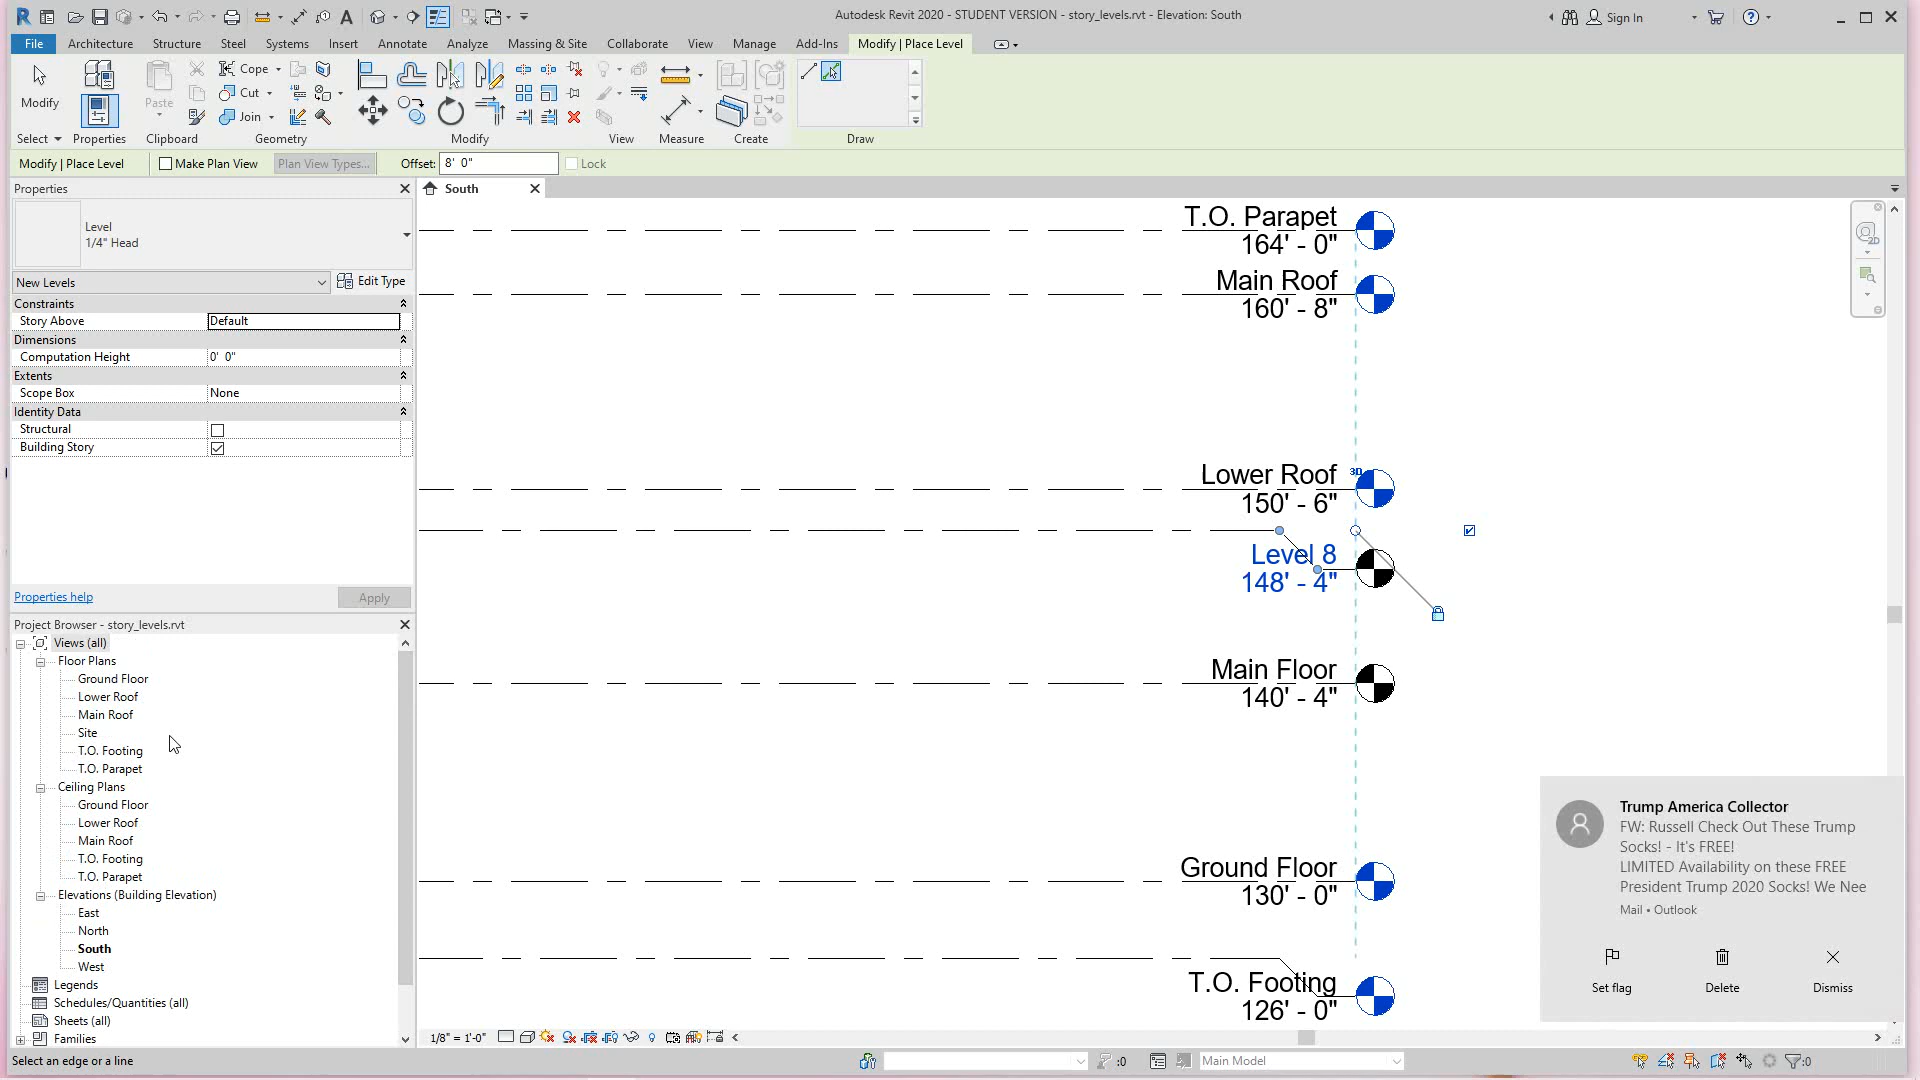 Autodesk Revit 2020 - STUDENT VERSION - story_levels.rvt - Elevation: South
Sign In
File Architecture Structure Steel Systems Insert Annotate Analyze Massing & Site Collaborate View Manage Add-Ins Modify | Place Level
Modify
Paste
Cope
Cut
Join
Select Properties Clipboard Geometry Modify View Measure Create Draw
Modify | Place Level Make Plan View Plan View Types... Offset: 8' 0" Lock
Properties
South
Level
1/4" Head
New Levels Edit Type
Constraints
Story Above Default
Dimensions
Computation Height 0' 0"
Extents
Scope Box None
Identity Data
Structural
Building Story
Properties help Apply
Project Browser - story_levels.rvt
Views (all)
Floor Plans
Ground Floor
Lower Roof
Main Roof
Site
T.O. Footing
T.O. Parapet
Ceiling Plans
Ground Floor
Lower Roof
Main Roof
T.O. Footing
T.O. Parapet
Elevations (Building Elevation)
East
North
South
West
Legends
Schedules/Quantities (all)
Sheets (all)
Families
T.O. Parapet
164' - 0"
Main Roof
160' - 8"
Lower Roof
150' - 6"
3D
Level 8
148' - 4"
Main Floor
140' - 4"
Ground Floor
130' - 0"
T.O. Footing
126' - 0"
2D
Trump America Collector
FW: Russell Check Out These Trump
Socks! - It's FREE!
LIMITED Availability on these FREE
President Trump 2020 Socks! We Nee
Mail • Outlook
Set flag Delete Dismiss
1/8" = 1'-0"
Select an edge or a line
:0
Main Model
:0